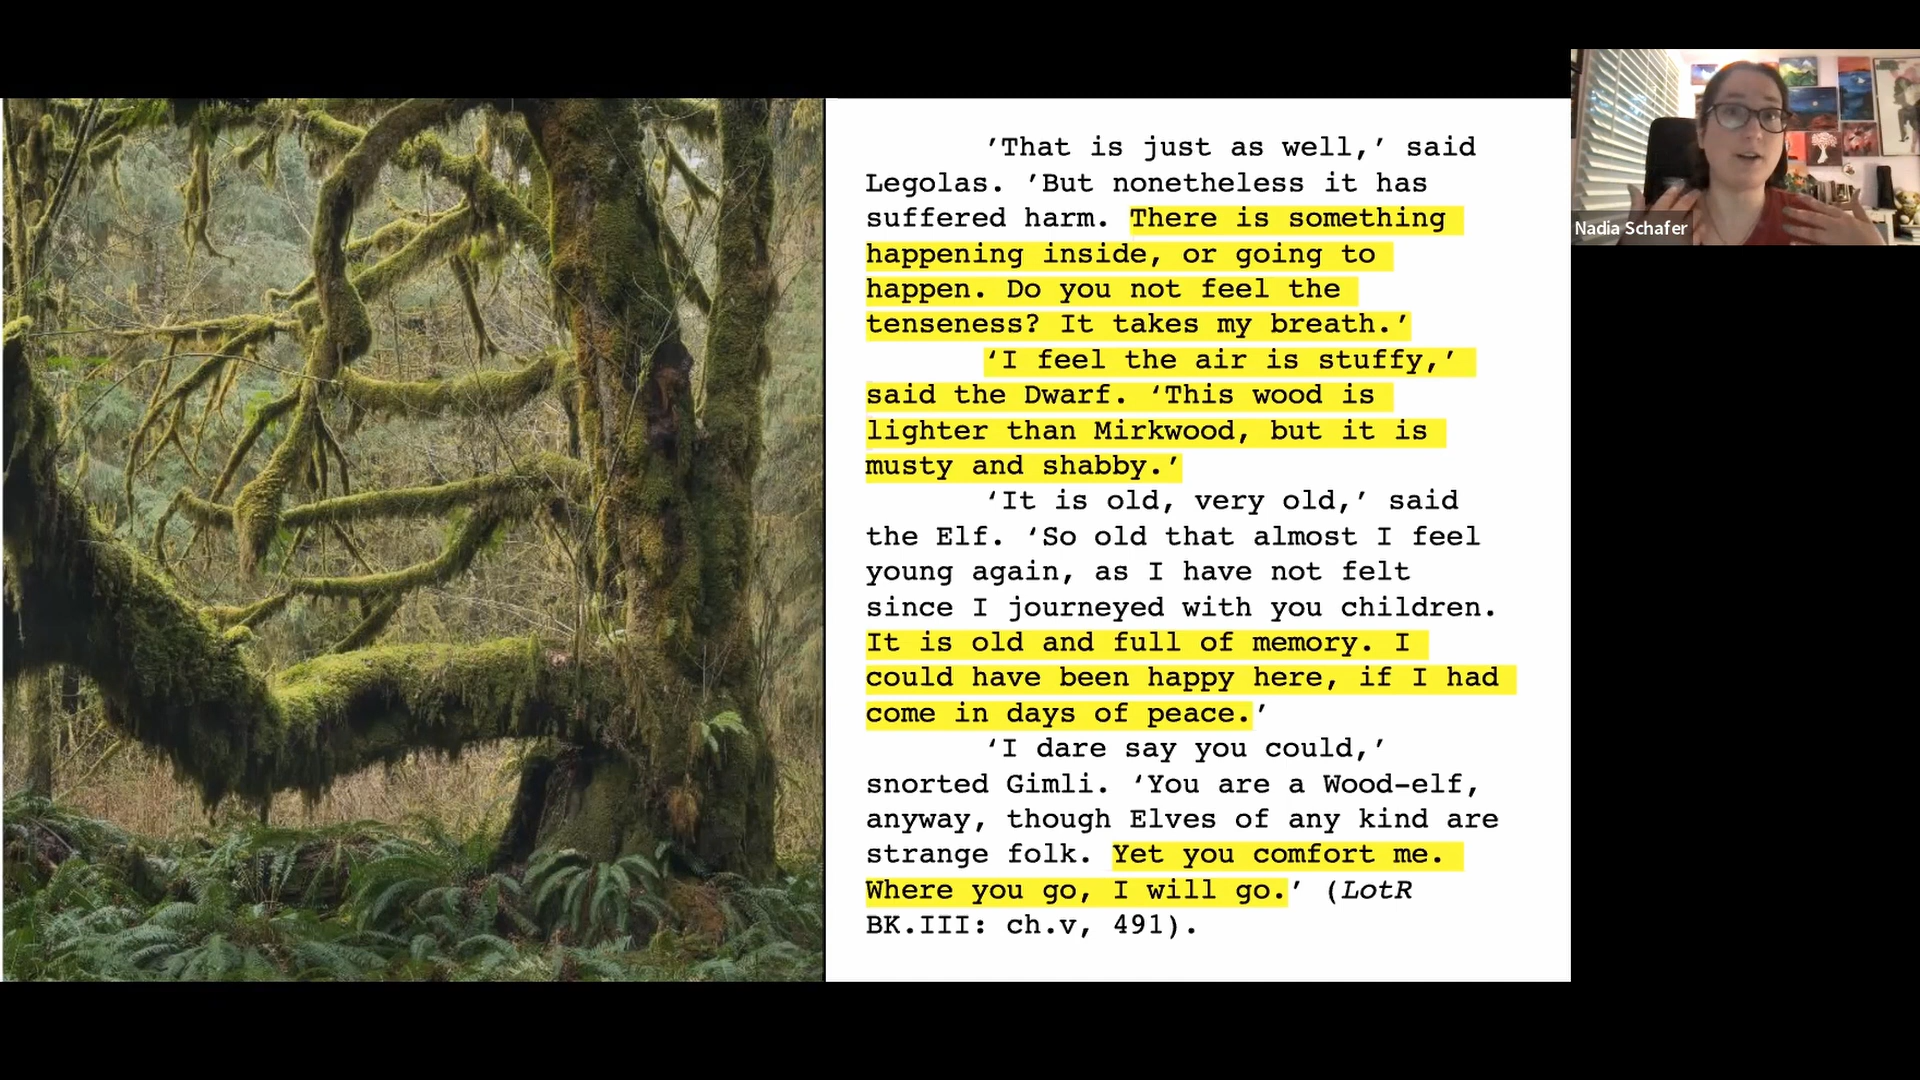 ’That is just as well,’ said
Legolas. ’But nonetheless it has
suffered harm. There is something
happening inside, or going to
happen. Do you not feel the
tenseness? It takes my breath.’
‘I feel the air is stuffy,’
said the Dwarf. ‘This wood is
lighter than Mirkwood, but it is
musty and shabby.’
‘It is old, very old,’ said
the Elf. ‘So old that almost I feel
young again, as I have not felt
since I journeyed with you children.
It is old and full of memory. I
could have been happy here, if I had
come in days of peace.’
‘I dare say you could,’
snorted Gimli. ‘You are a Wood-elf,
anyway, though Elves of any kind are
strange folk. Yet you comfort me.
Where you go, I will go.’ (LotR
BK.III: ch.v, 491).
Nadia Schafer